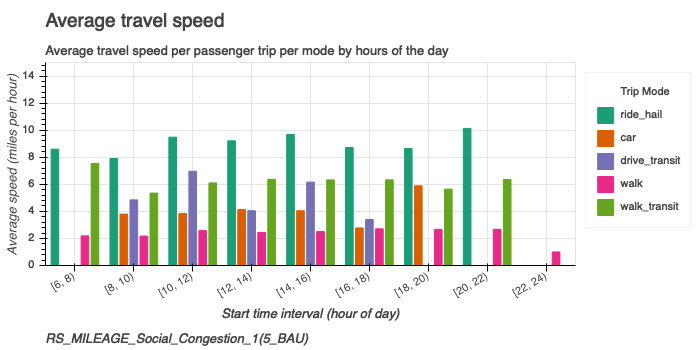 Average travel speed
Average travel speed per passenger trip per mode by hours of the day
Average speed (miles per hour)
14
12
10
8
6
4
2
0
[6, 8)
[8, 10)
[10, 12)
[12, 14)
[14, 16)
[16, 18)
[18, 20)
[20, 22)
[22, 24)
Start time interval (hour of day)
Trip Mode
ride_hail
car
drive_transit
walk
walk_transit
RS_MILEAGE_Social_Congestion_1(5_BAU)